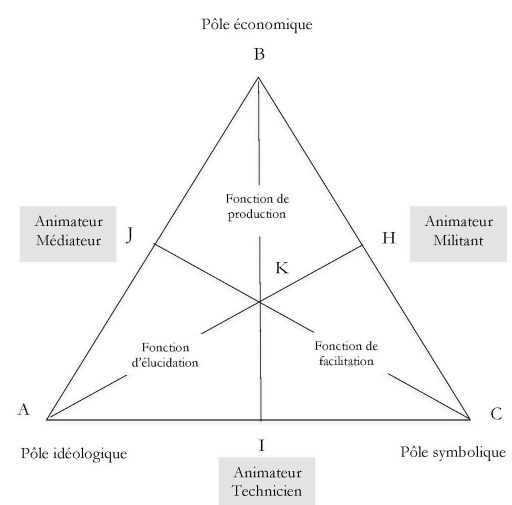 Pôle économique
B
Fonction de
production
Animateur
Médiateur
J
H
Animateur
Militant
K
Fonction
d'élucidation
Fonction de
facilitation
A
C
I
Pôle idéologique
Pôle symbolique
Animateur
Technicien